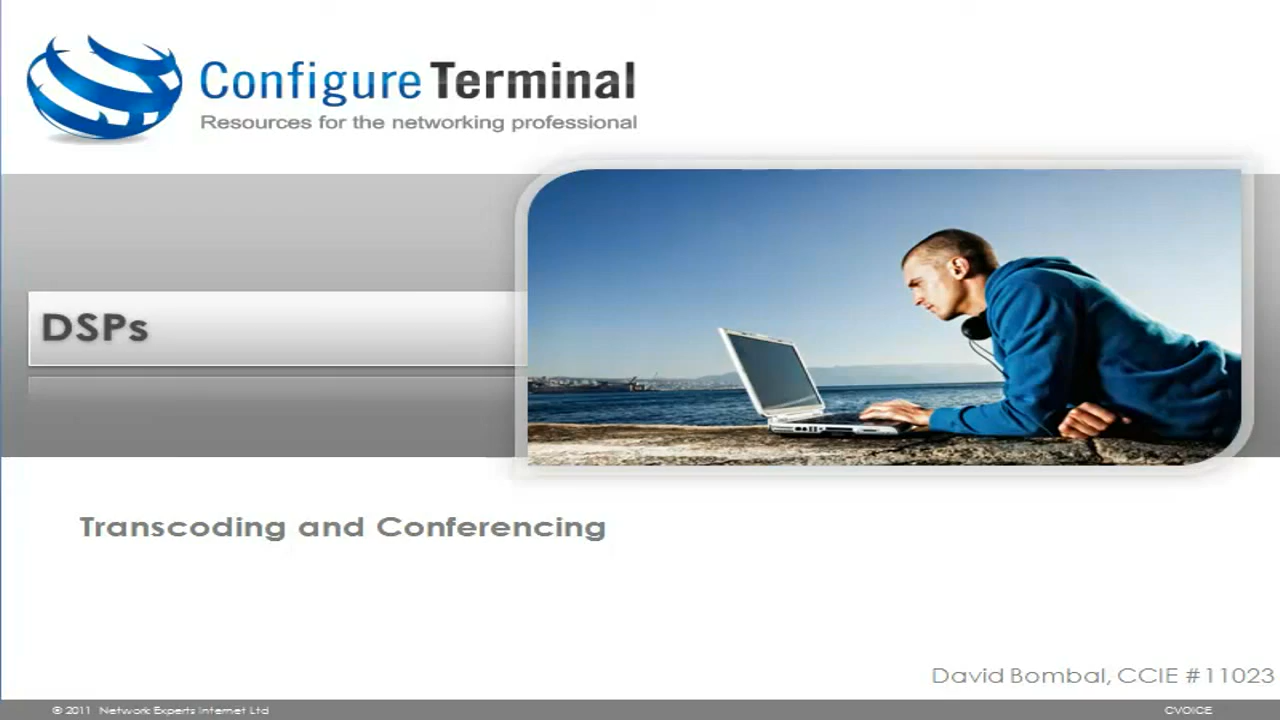 Configure Terminal
Resources for the networking professional
DSPs
Transcoding and Conferencing
David Bombal, CCIE #11023
© 2011 Network Experts Internet Ltd
CVOICE